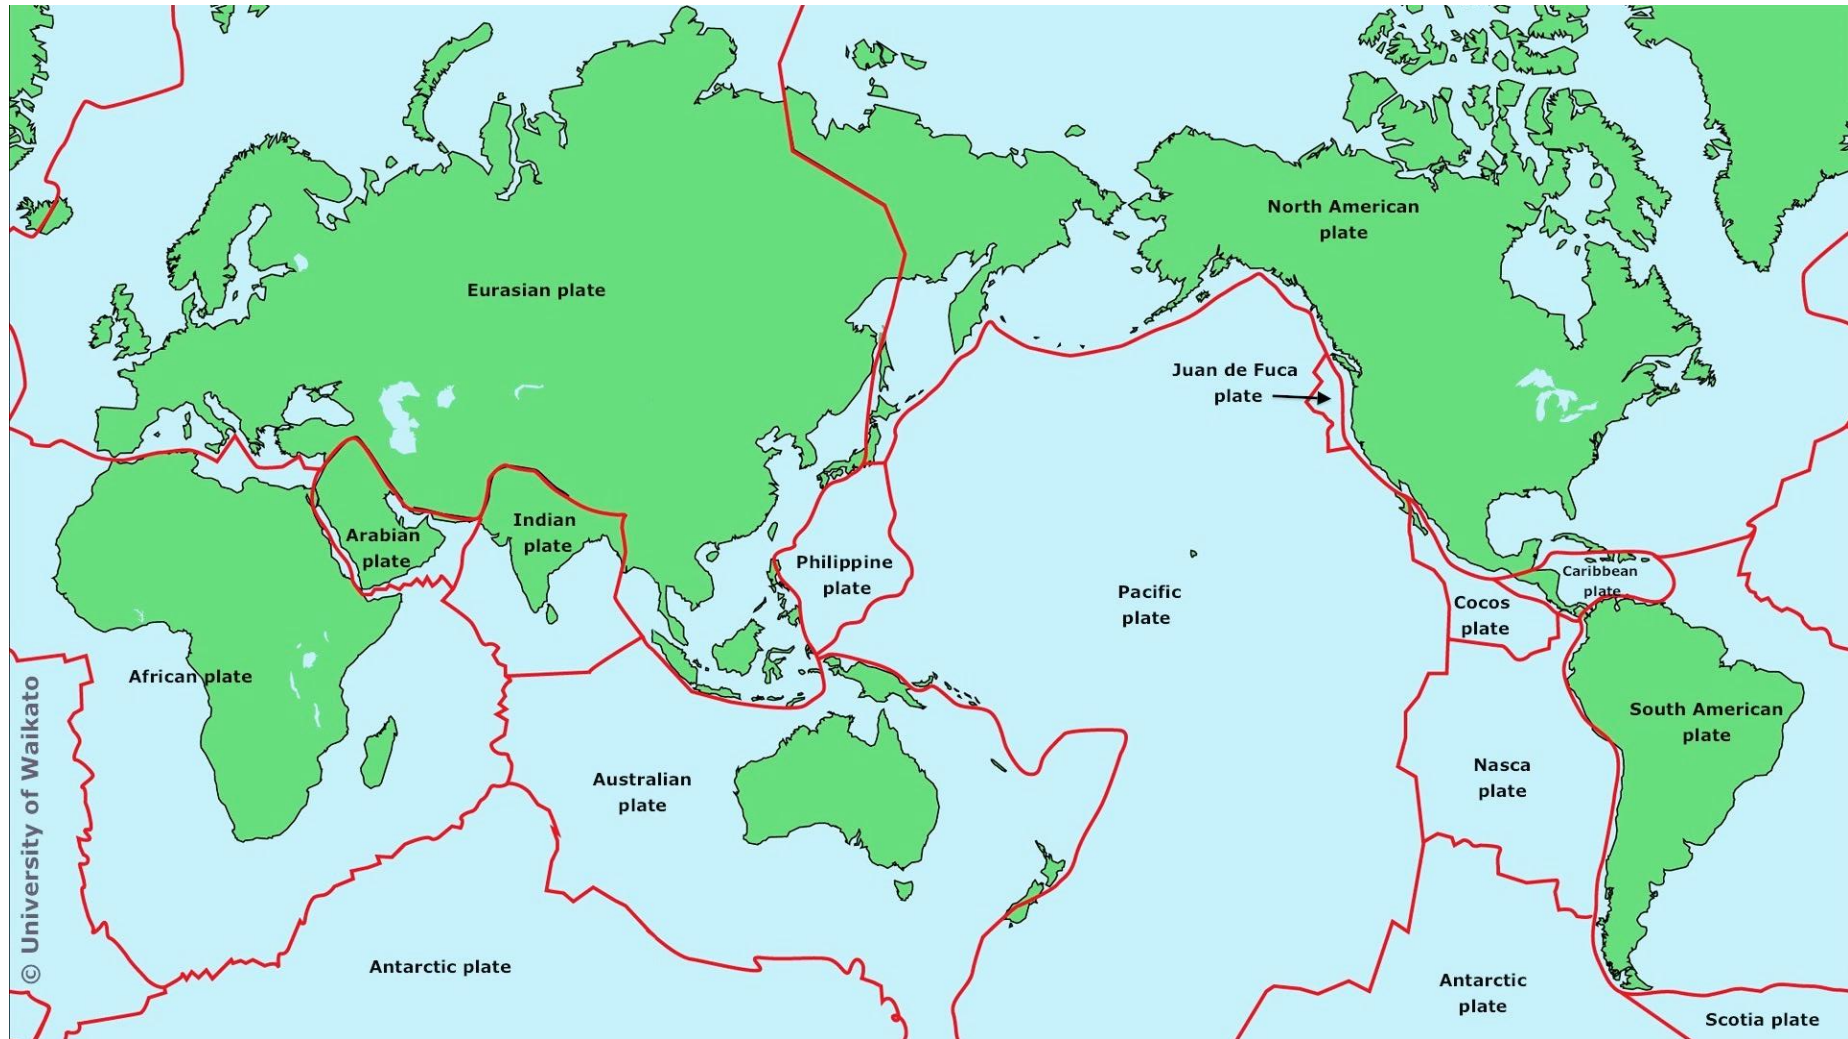 North American
plate
Eurasian plate
Juan de Fuca
plate
Arabian
plate
Indian
plate
Philippine
plate
Pacific
plate
Caribbean
plate
Cocos
plate
African plate
South American
plate
Australian
plate
Nasca
plate
Antarctic plate
Antarctic
plate
Scotia plate
© University of Waikato